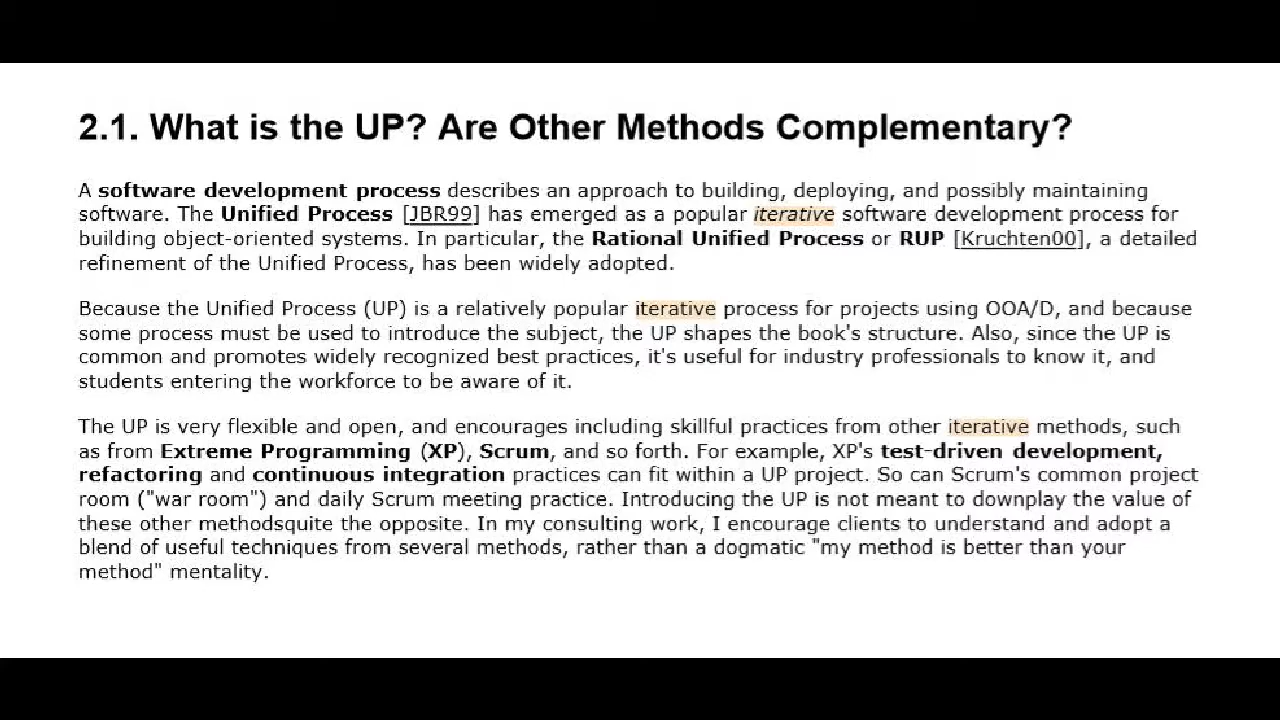 2.1. What is the UP? Are Other Methods Complementary?
A software development process describes an approach to building, deploying, and possibly maintaining
software. The Unified Process [JBR99] has emerged as a popular iterative software development process for
building object-oriented systems. In particular, the Rational Unified Process or RUP [Kruchten00], a detailed
refinement of the Unified Process, has been widely adopted.
Because the Unified Process (UP) is a relatively popular iterative process for projects using OOA/D, and because
some process must be used to introduce the subject, the UP shapes the book's structure. Also, since the UP is
common and promotes widely recognized best practices, it's useful for industry professionals to know it, and
students entering the workforce to be aware of it.
The UP is very flexible and open, and encourages including skillful practices from other iterative methods, such
as from Extreme Programming (XP), Scrum, and so forth. For example, XP's test-driven development,
refactoring and continuous integration practices can fit within a UP project. So can Scrum's common project
room ("war room") and daily Scrum meeting practice. Introducing the UP is not meant to downplay the value of
these other methodsquite the opposite. In my consulting work, I encourage clients to understand and adopt a
blend of useful techniques from several methods, rather than a dogmatic "my method is better than your
method" mentality.